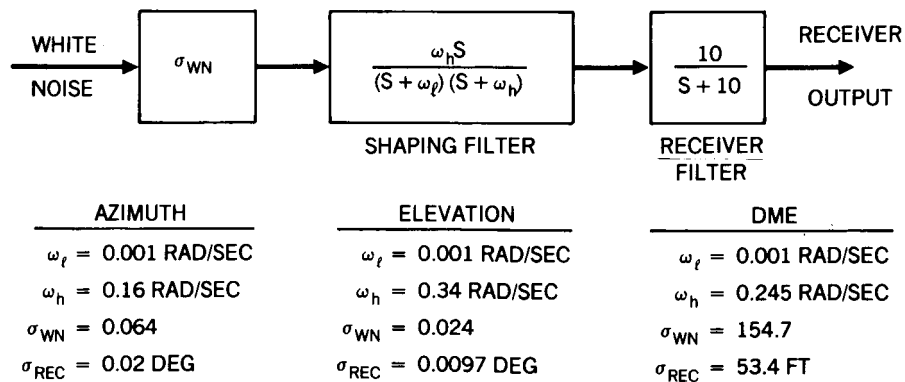 WHITE
NOISE
σWN
ωhS
(S + ωℓ) (S + ωh)
SHAPING FILTER
10
S + 10
RECEIVER
FILTER
RECEIVER
OUTPUT
AZIMUTH
ωℓ = 0.001 RAD/SEC
ωh = 0.16 RAD/SEC
σWN = 0.064
σREC = 0.02 DEG
ELEVATION
ωℓ = 0.001 RAD/SEC
ωh = 0.34 RAD/SEC
σWN = 0.024
σREC = 0.0097 DEG
DME
ωℓ = 0.001 RAD/SEC
ωh = 0.245 RAD/SEC
σWN = 154.7
σREC = 53.4 FT